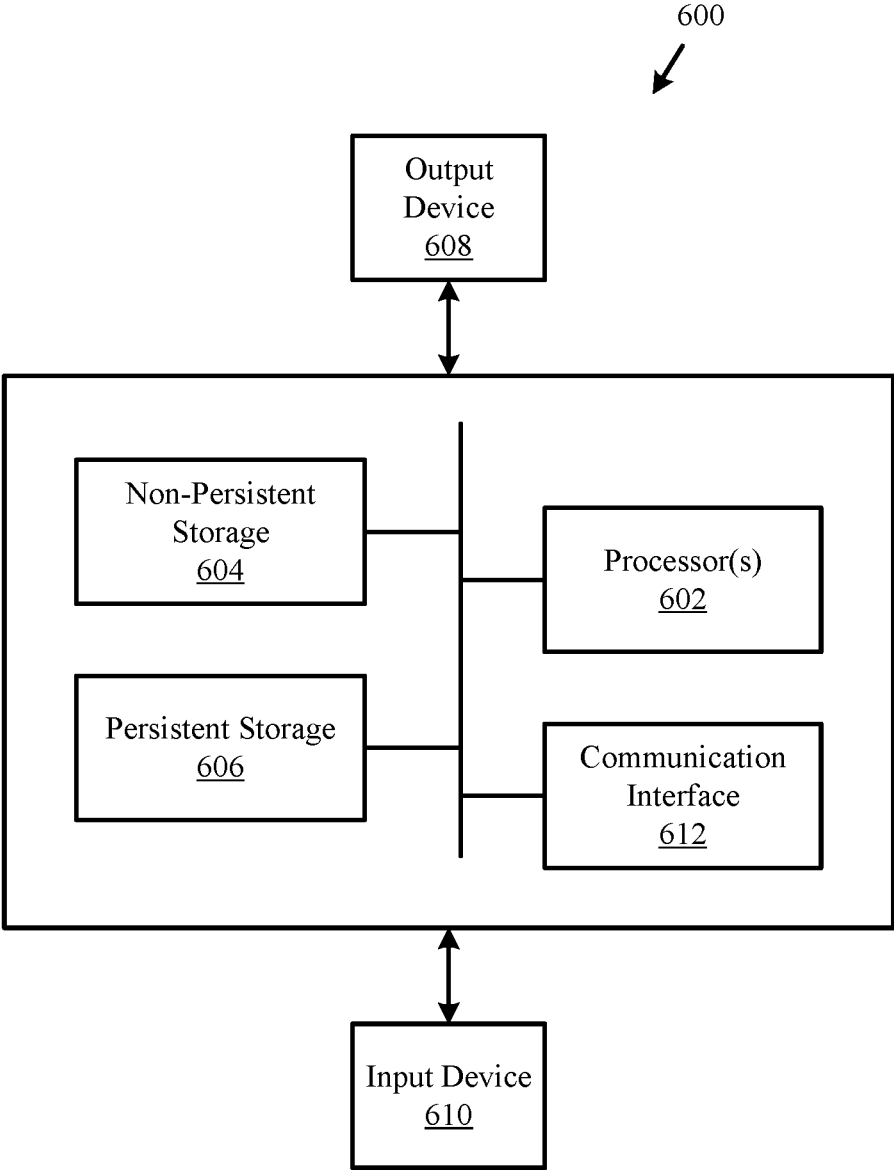 600
Output
Device
608
Non-Persistent
Storage
604
Processor(s)
602
Persistent Storage
606
Communication
Interface
612
Input Device
610